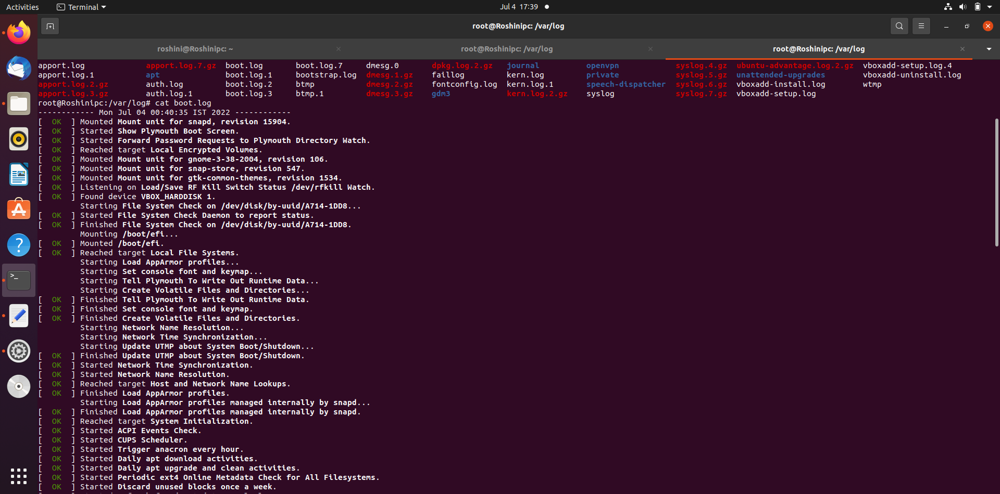 Activities Terminal Jul 4 17:39
root@Roshinipc: /var/log
roshini@Roshinipc: ~ root@Roshinipc: /var/log root@Roshinipc: /var/log
apport.log apport.log.7.gz boot.log boot.log.7 dmesg.0 dpkg.log.2.gz journal openvpn syslog.4.gz ubuntu-advantage.log.2.gz vboxadd-setup.log.4
apport.log.1 apt boot.log.1 bootstrap.log dmesg.1.gz faillog kern.log private syslog.5.gz unattended-upgrades vboxadd-uninstall.log
apport.log.2.gz auth.log boot.log.2 btmp dmesg.2.gz fontconfig.log kern.log.1 speech-dispatcher syslog.6.gz vboxadd-install.log wtmp
apport.log.3.gz auth.log.1 boot.log.3 btmp.1 dmesg.3.gz gdm3 kern.log.2.gz syslog syslog.7.gz vboxadd-setup.log
root@Roshinipc:/var/log# cat boot.log
------------ Mon Jul 04 00:40:35 IST 2022 ------------
[  OK  ] Mounted Mount unit for snapd, revision 15904.
[  OK  ] Started Show Plymouth Boot Screen.
[  OK  ] Started Forward Password Requests to Plymouth Directory Watch.
[  OK  ] Reached target Local Encrypted Volumes.
[  OK  ] Mounted Mount unit for gnome-3-38-2004, revision 106.
[  OK  ] Mounted Mount unit for snap-store, revision 547.
[  OK  ] Mounted Mount unit for gtk-common-themes, revision 1534.
[  OK  ] Listening on Load/Save RF Kill Switch Status /dev/rfkill Watch.
[  OK  ] Found device VBOX_HARDDISK 1.
Starting File System Check on /dev/disk/by-uuid/A714-1DD8...
[  OK  ] Started File System Check Daemon to report status.
[  OK  ] Finished File System Check on /dev/disk/by-uuid/A714-1DD8.
Mounting /boot/efi...
[  OK  ] Mounted /boot/efi.
[  OK  ] Reached target Local File Systems.
Starting Load AppArmor profiles...
Starting Set console font and keymap...
Starting Tell Plymouth To Write Out Runtime Data...
Starting Create Volatile Files and Directories...
[  OK  ] Finished Tell Plymouth To Write Out Runtime Data.
[  OK  ] Finished Set console font and keymap.
[  OK  ] Finished Create Volatile Files and Directories.
Starting Network Name Resolution...
Starting Network Time Synchronization...
Starting Update UTMP about System Boot/Shutdown...
[  OK  ] Finished Update UTMP about System Boot/Shutdown.
[  OK  ] Started Network Time Synchronization.
[  OK  ] Started Network Name Resolution.
[  OK  ] Reached target Host and Network Name Lookups.
[  OK  ] Finished Load AppArmor profiles.
Starting Load AppArmor profiles managed internally by snapd...
[  OK  ] Finished Load AppArmor profiles managed internally by snapd.
[  OK  ] Reached target System Initialization.
[  OK  ] Started ACPI Events Check.
[  OK  ] Started CUPS Scheduler.
[  OK  ] Started Trigger anacron every hour.
[  OK  ] Started Daily apt download activities.
[  OK  ] Started Daily apt upgrade and clean activities.
[  OK  ] Started Periodic ext4 Online Metadata Check for All Filesystems.
[  OK  ] Started Discard unused blocks once a week.